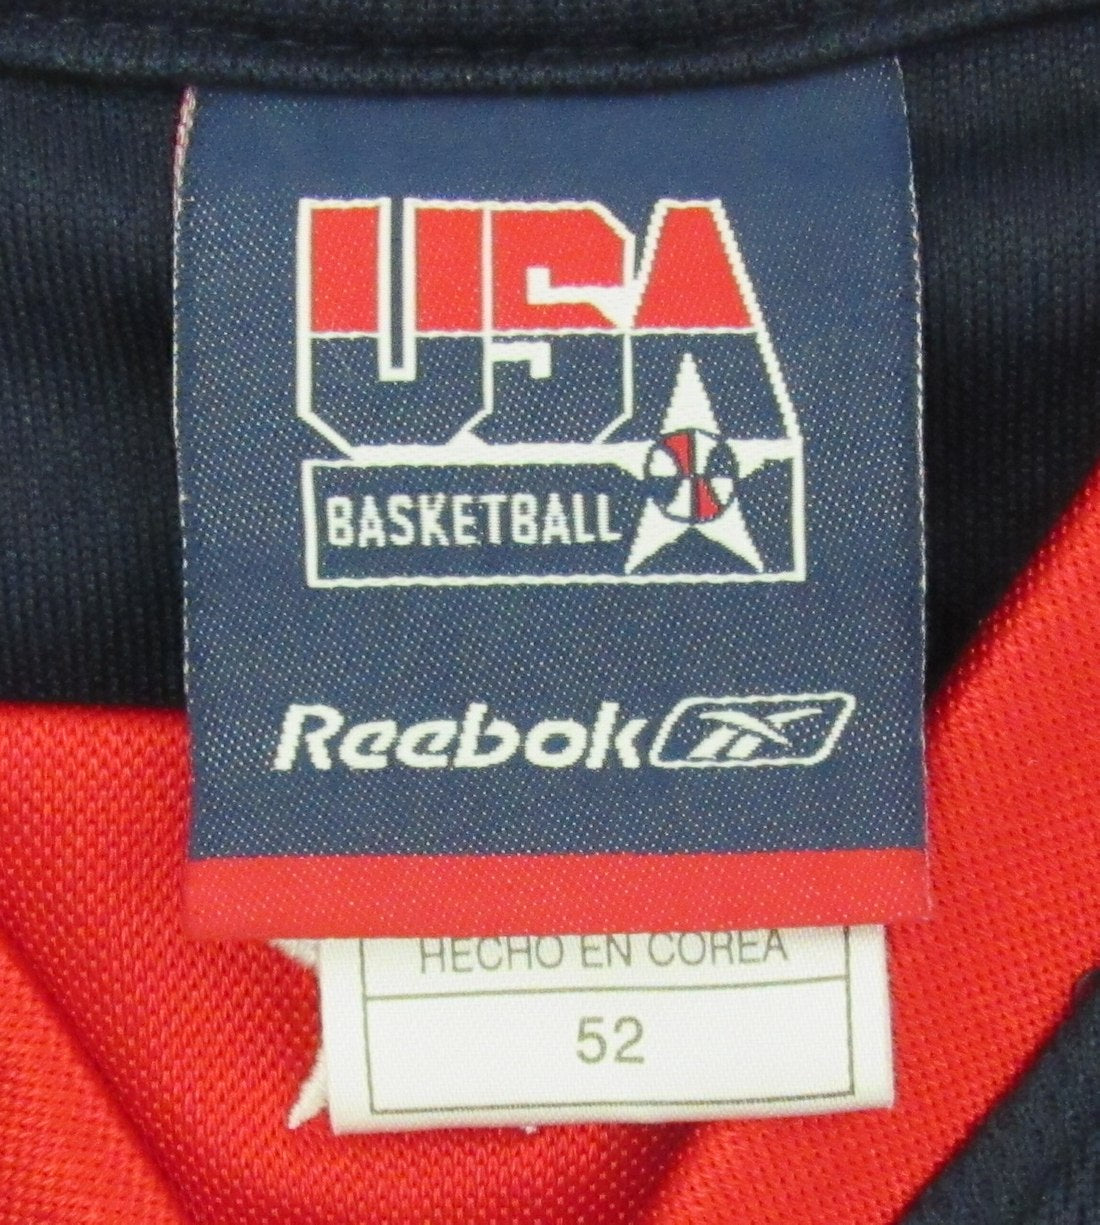 USA
BASKETBALL
Reebok
HECHO EN COREA
52